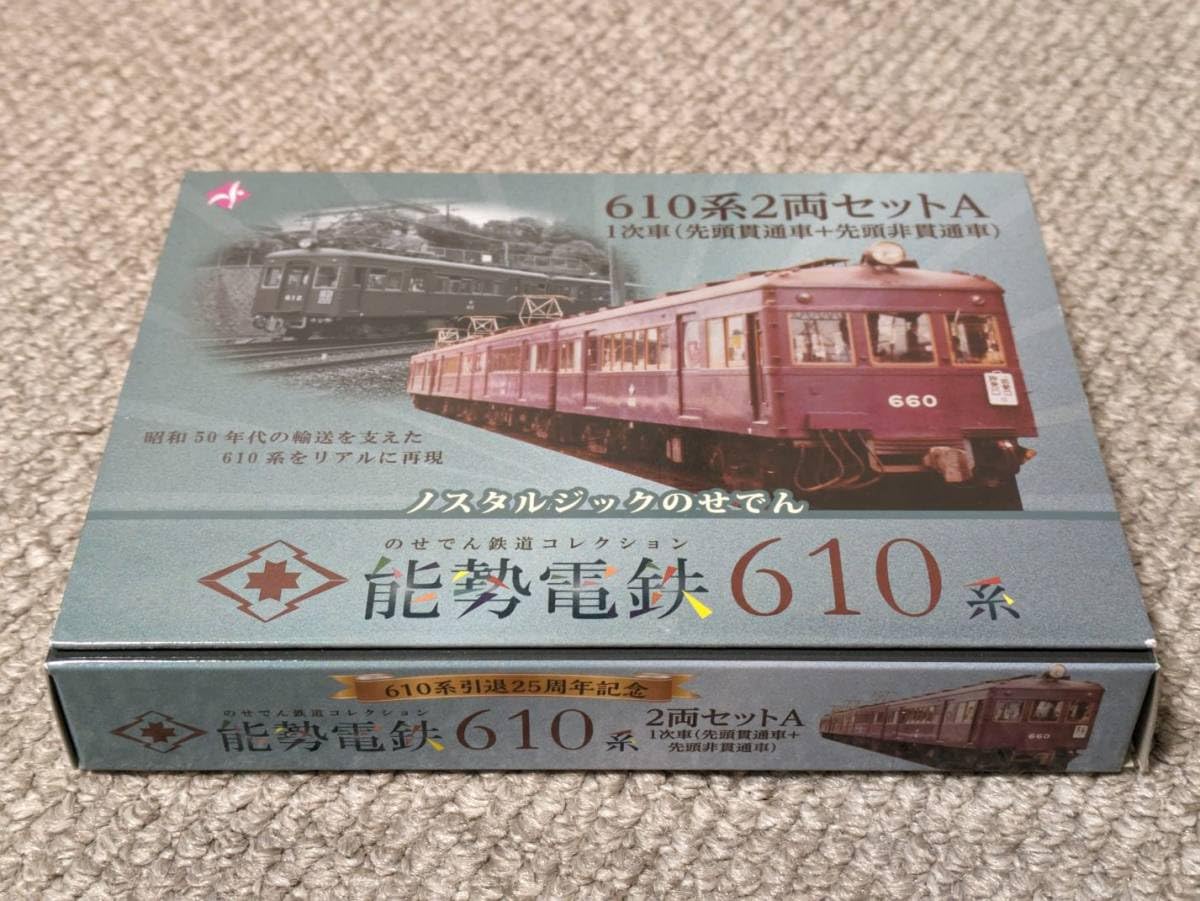 610系2両セットA
1次車(先頭貫通車+先頭非貫通車)
612
660
昭和50年代の輸送を支えた
610系をリアルに再現
ノスタルジックのせでん
のせでん鉄道コレクション
能勢電鉄610系
610系引退25周年記念
のせでん鉄道コレクション
能勢電鉄610系
2両セットA
1次車(先頭貫通車+
先頭非貫通車)
660